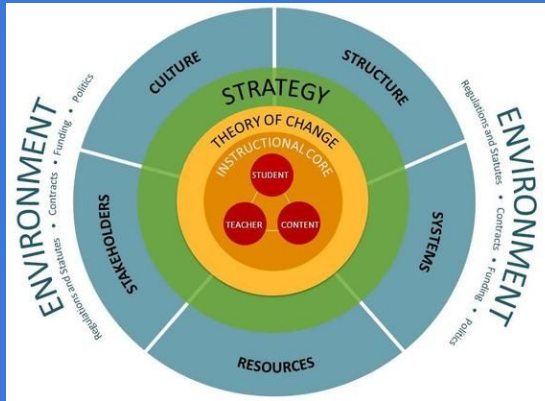 CULTURE
STRUCTURE
STRATEGY
THEORY OF CHANGE
INSTRUCTIONAL CORE
STUDENT
TEACHER
CONTENT
STAKEHOLDERS
SYSTEMS
RESOURCES
ENVIRONMENT
Regulations and Statutes • Contracts • Funding • Politics
ENVIRONMENT
Regulations and Statutes • Contracts • Funding • Politics